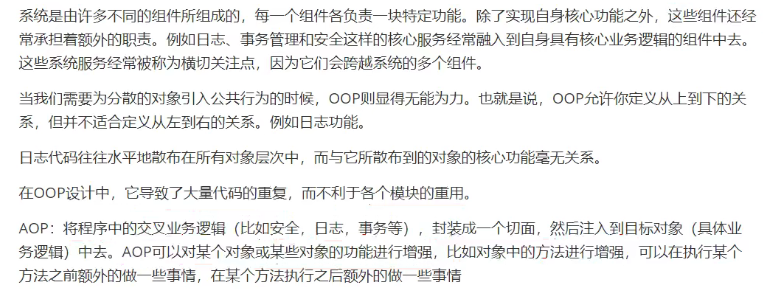 系统是由许多不同的组件所组成的，每一个组件各负责一块特定功能。除了实现自身核心功能之外，这些组件还经
常承担着额外的职责。例如日志、事务管理和安全这样的核心服务经常融入到自身具有核心业务逻辑的组件中去。
这些系统服务经常被称为横切关注点，因为它们会跨越系统的多个组件。
当我们需要为分散的对象引入公共行为的时候，OOP则显得无能为力。也就是说，OOP允许你定义从上到下的关
系，但并不适合定义从左到右的关系。例如日志功能。
日志代码往往水平地散布在所有对象层次中，而与它所散布到的对象的核心功能毫无关系。
在OOP设计中，它导致了大量代码的重复，而不利于各个模块的重用。
AOP：将程序中的交叉业务逻辑（比如安全，日志，事务等），封装成一个切面，然后注入到目标对象（具体业
务逻辑）中去。AOP可以对某个对象或某些对象的功能进行增强，比如对象中的方法进行增强，可以在执行某个
方法之前额外的做一些事情，在某个方法执行之后额外的做一些事情